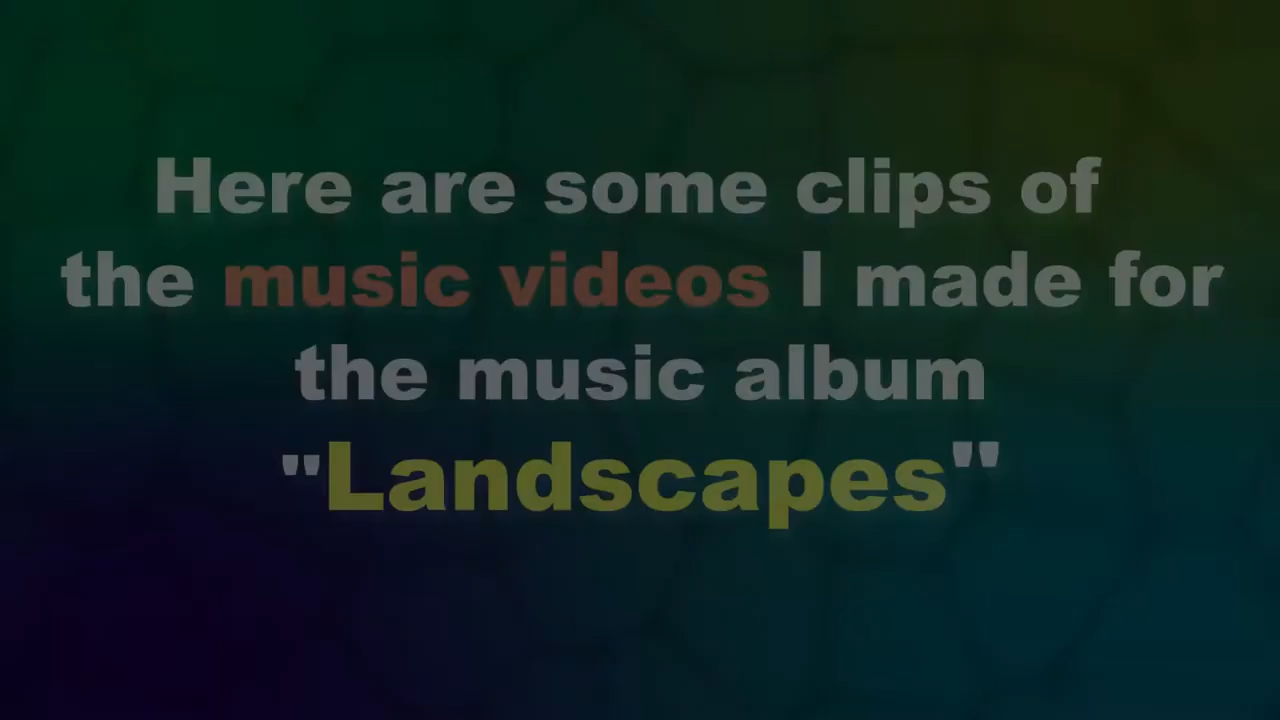 Here are some clips of
the music videos I made for
the music album
"Landscapes"